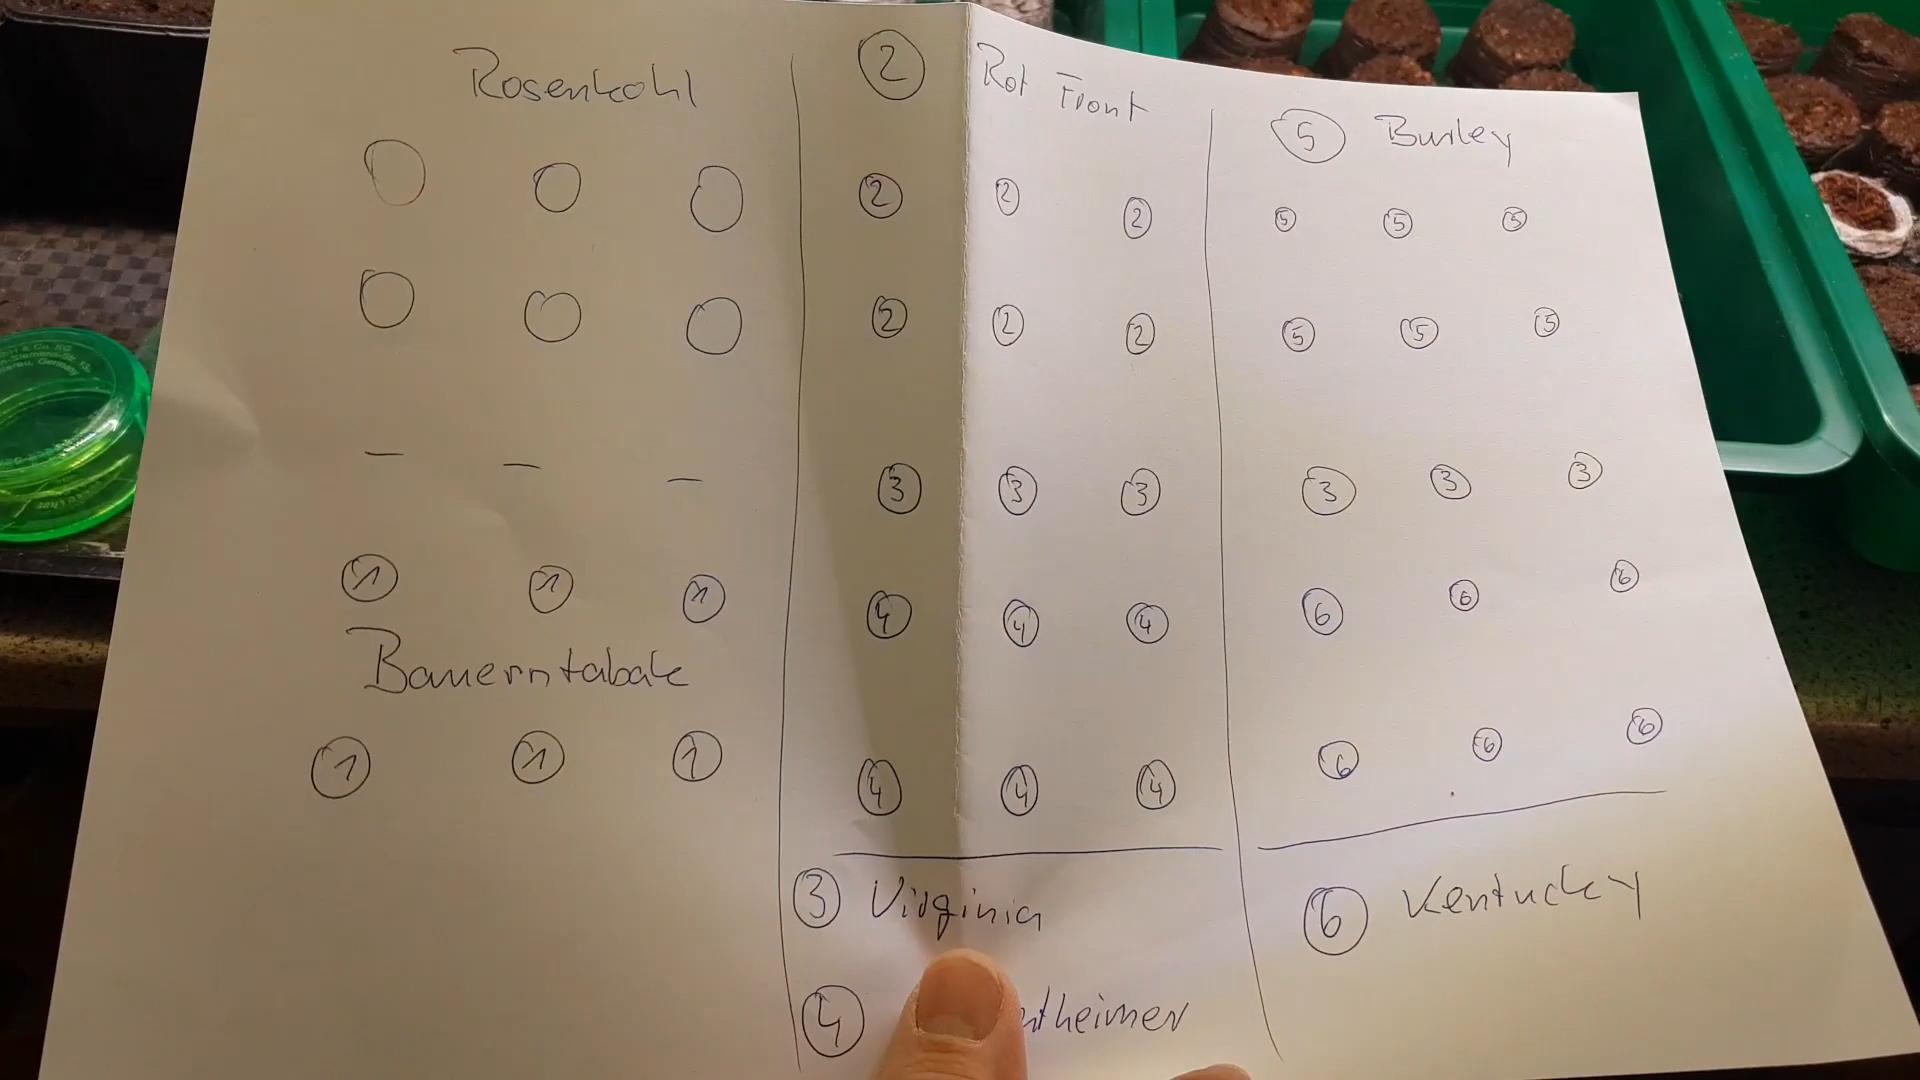 Rosenkohl
— — —
1 1 1
Bauerntabak
1 1 1
2 Rot Front
2 2 2
2 2 2
3 3 3
4 4 4
4 4 4
3 Virginia
4 ntheimer
5 Burley
5 5 5
5 5 5
3 3 3
6 6 6
6 6 6
6 Kentucky